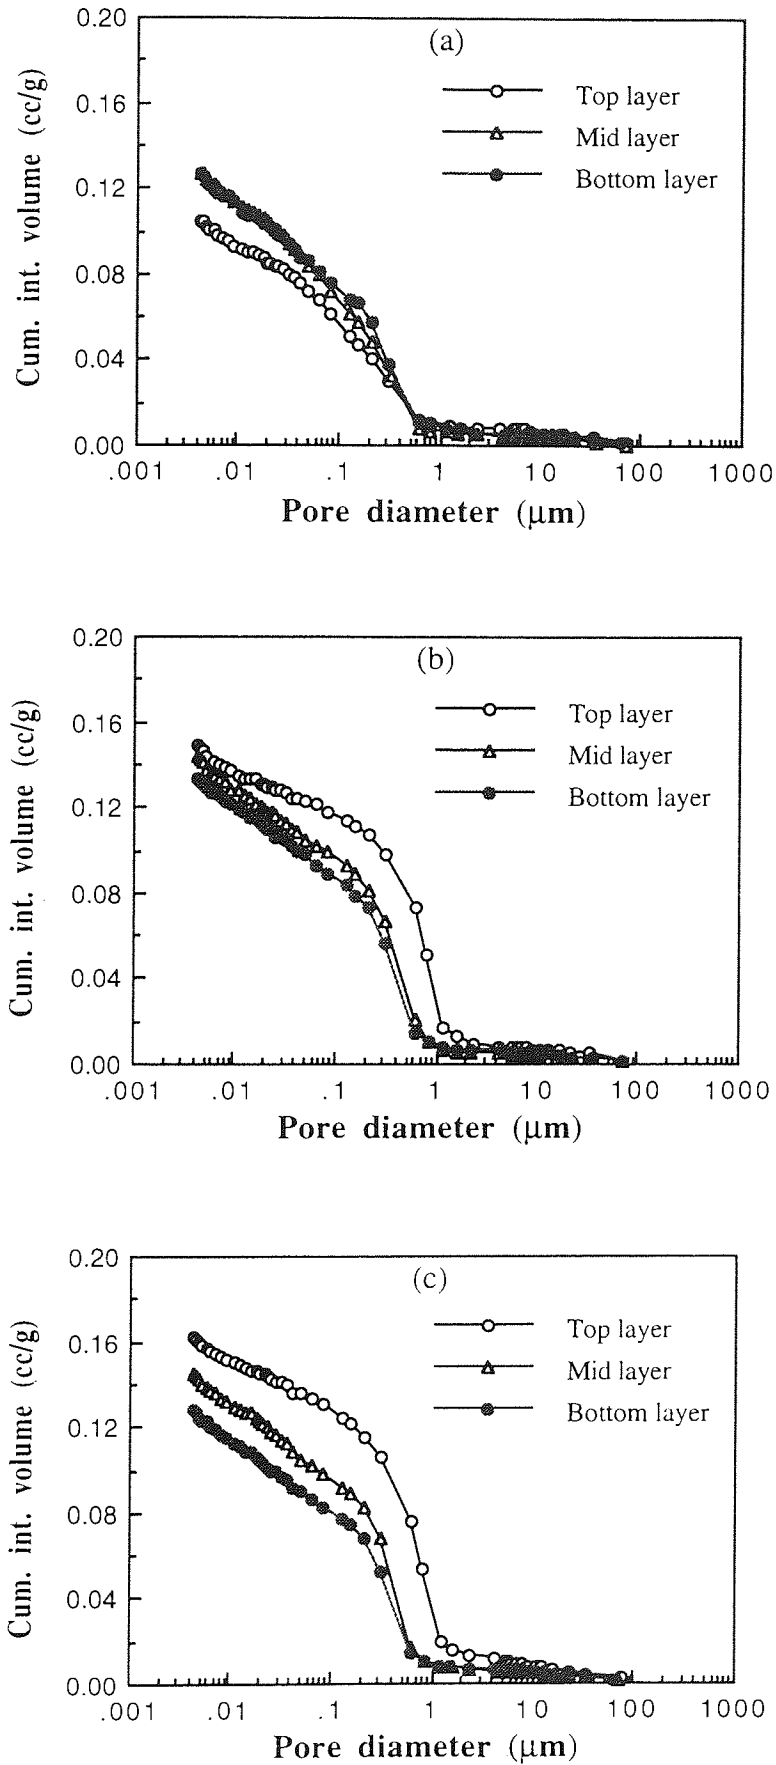 (a)
0.20
0.16
0.12
0.08
0.04
0.00
Cum. int. volume (cc/g)
Top layer
Mid layer
Bottom layer
.001 .01 .1 1 10 100 1000
Pore diameter (μm)
(b)
0.20
0.16
0.12
0.08
0.04
0.00
Cum. int. volume (cc/g)
Top layer
Mid layer
Bottom layer
.001 .01 .1 1 10 100 1000
Pore diameter (μm)
(c)
0.20
0.16
0.12
0.08
0.04
0.00
Cum. int. volume (cc/g)
Top layer
Mid layer
Bottom layer
.001 .01 .1 1 10 100 1000
Pore diameter (μm)